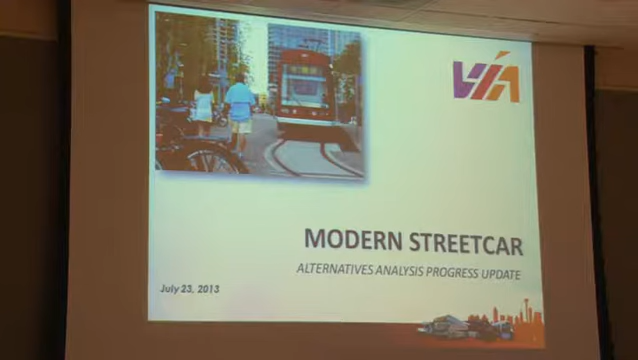 VIA
MODERN STREETCAR
ALTERNATIVES ANALYSIS PROGRESS UPDATE
July 23, 2013